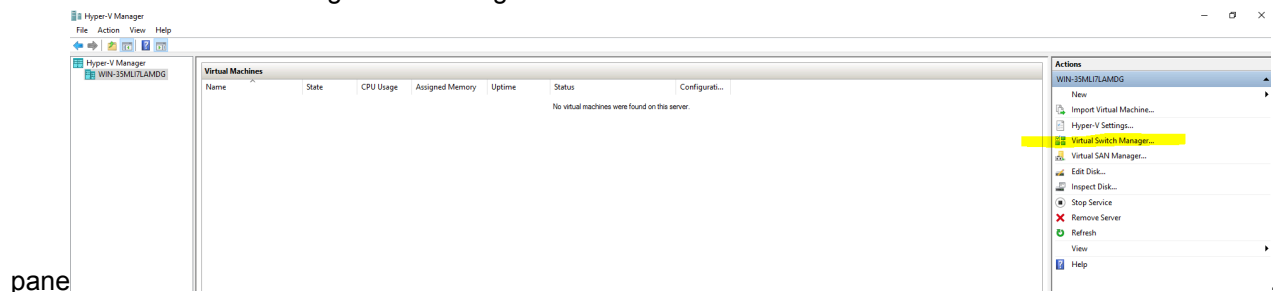 Hyper-V Manager
File Action View Help
Hyper-V Manager
WIN-35MLI7LAMDG
Virtual Machines
Name State CPU Usage Assigned Memory Uptime Status Configurati...
No virtual machines were found on this server.
Actions
WIN-35MLI7LAMDG
New
Import Virtual Machine...
Hyper-V Settings...
Virtual Switch Manager...
Virtual SAN Manager...
Edit Disk...
Inspect Disk...
Stop Service
Remove Server
Refresh
View
Help
pane